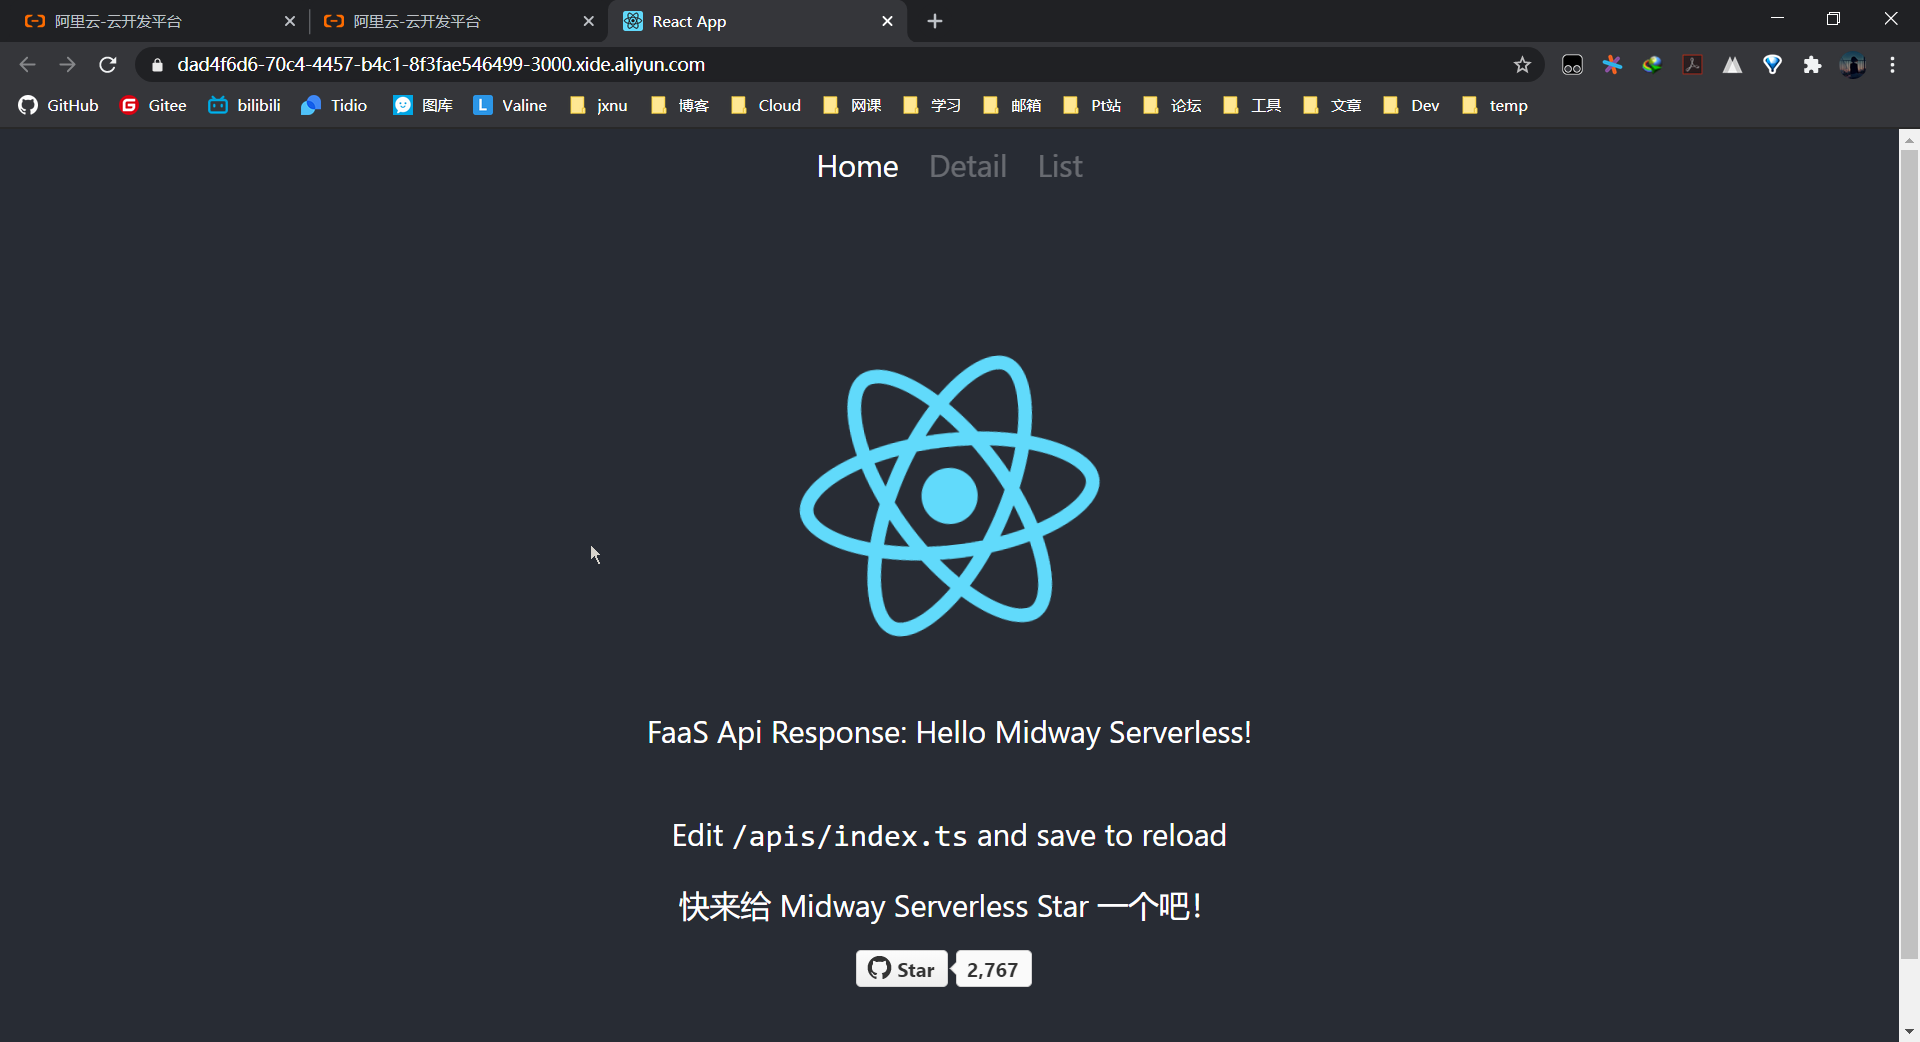 阿里云-云开发平台
阿里云-云开发平台
React App
dad4f6d6-70c4-4457-b4c1-8f3fae546499-3000.xide.aliyun.com
GitHub Gitee bilibili Tidio 图库 L Valine jxnu 博客 Cloud 网课 学习 邮箱 Pt站 论坛 工具 文章 Dev temp
Home Detail List
FaaS Api Response: Hello Midway Serverless!
Edit /apis/index.ts and save to reload
快来给 Midway Serverless Star 一个吧！
Star 2,767